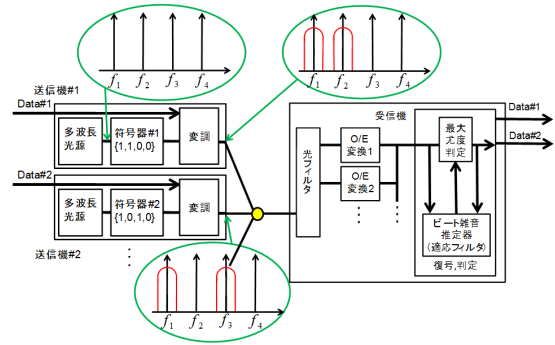 f1 f2 f3 f4
f1 f2 f3 f4
送信機#1
Data#1
多波長
光源
符号器#1
{1,1,0,0}
変調
Data#2
多波長
光源
符号器#2
{1,0,1,0}
変調
送信機#2
⋮
f1 f2 f3 f4
受信機
光フィルタ
O/E
変換1
O/E
変換2
⋮
⋮
最大
尤度
判定
ビート雑音
推定器
(適応フィルタ)
復号,判定
Data#1
Data#2